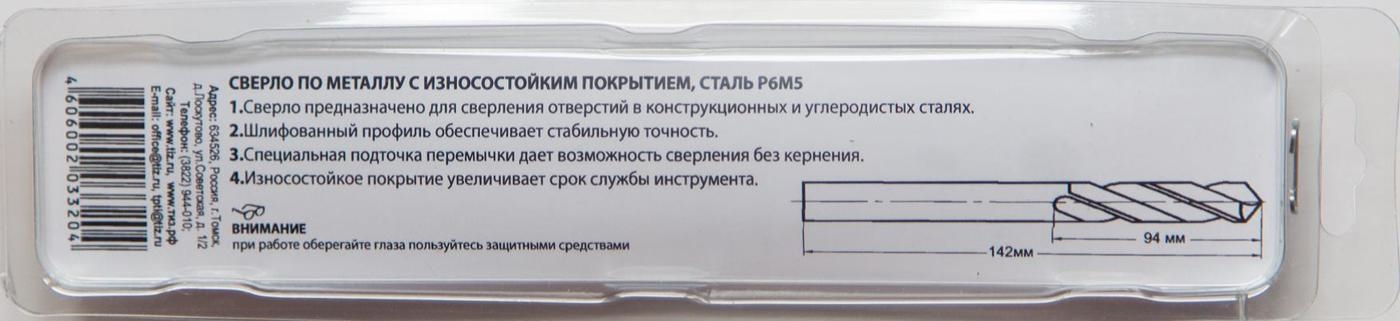 СВЕРЛО ПО МЕТАЛЛУ С ИЗНОСОСТОЙКИМ ПОКРЫТИЕМ, СТАЛЬ Р6М5
1.Сверло предназначено для сверления отверстий в конструкционных и углеродистых сталях.
2.Шлифованный профиль обеспечивает стабильную точность.
3.Специальная подточка перемычки дает возможность сверления без кернения.
4.Износостойкое покрытие увеличивает срок службы инструмента.
ВНИМАНИЕ
при работе оберегайте глаза пользуйтесь защитными средствами
94 мм
142мм
Адрес: 634526, Россия, г.Томск,
д.Лоскутово, ул.Советская, д. 1/2
Телефон: (3822) 944-010;
Сайт: www.tiz.ru, www.тиз.рф
E-mail: office@tiz.ru, tpti@tiz.ru
4 606002 033204